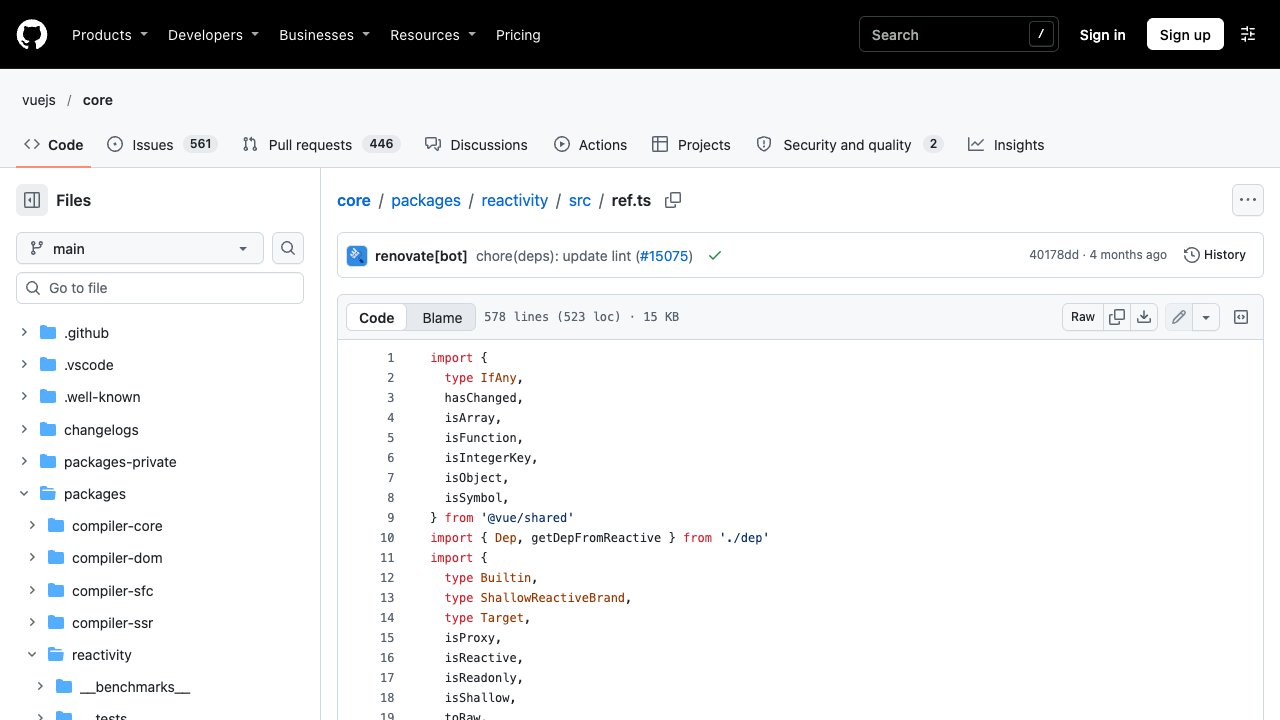 Products Developers Businesses Resources Pricing Search / Sign in Sign up
vuejs / core
Code Issues 561 Pull requests 446 Discussions Actions Projects Security and quality 2 Insights
Files
main
Go to file
.github
.vscode
.well-known
changelogs
packages-private
packages
compiler-core
compiler-dom
compiler-sfc
compiler-ssr
reactivity
__benchmarks__
__tests__
core / packages / reactivity / src / ref.ts
renovate[bot] chore(deps): update lint (#15075) 40178dd · 4 months ago History
Code Blame 578 lines (523 loc) · 15 KB Raw
1 import {
2 type IfAny,
3 hasChanged,
4 isArray,
5 isFunction,
6 isIntegerKey,
7 isObject,
8 isSymbol,
9 } from '@vue/shared'
10 import { Dep, getDepFromReactive } from './dep'
11 import {
12 type Builtin,
13 type ShallowReactiveBrand,
14 type Target,
15 isProxy,
16 isReactive,
17 isReadonly,
18 isShallow,
19 toRaw,